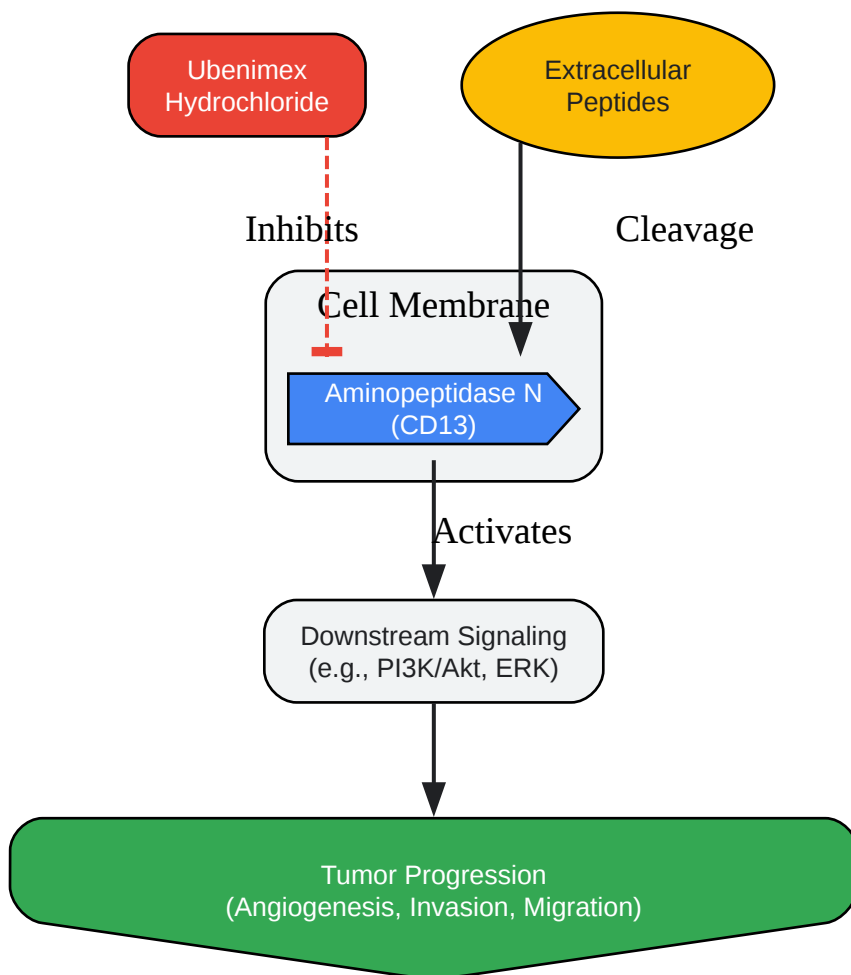 Ubenimex
Hydrochloride
Extracellular
Peptides
Inhibits
Cleavage
Cell Membrane
Aminopeptidase N
(CD13)
Activates
Downstream Signaling
(e.g., PI3K/Akt, ERK)
Tumor Progression
(Angiogenesis, Invasion, Migration)